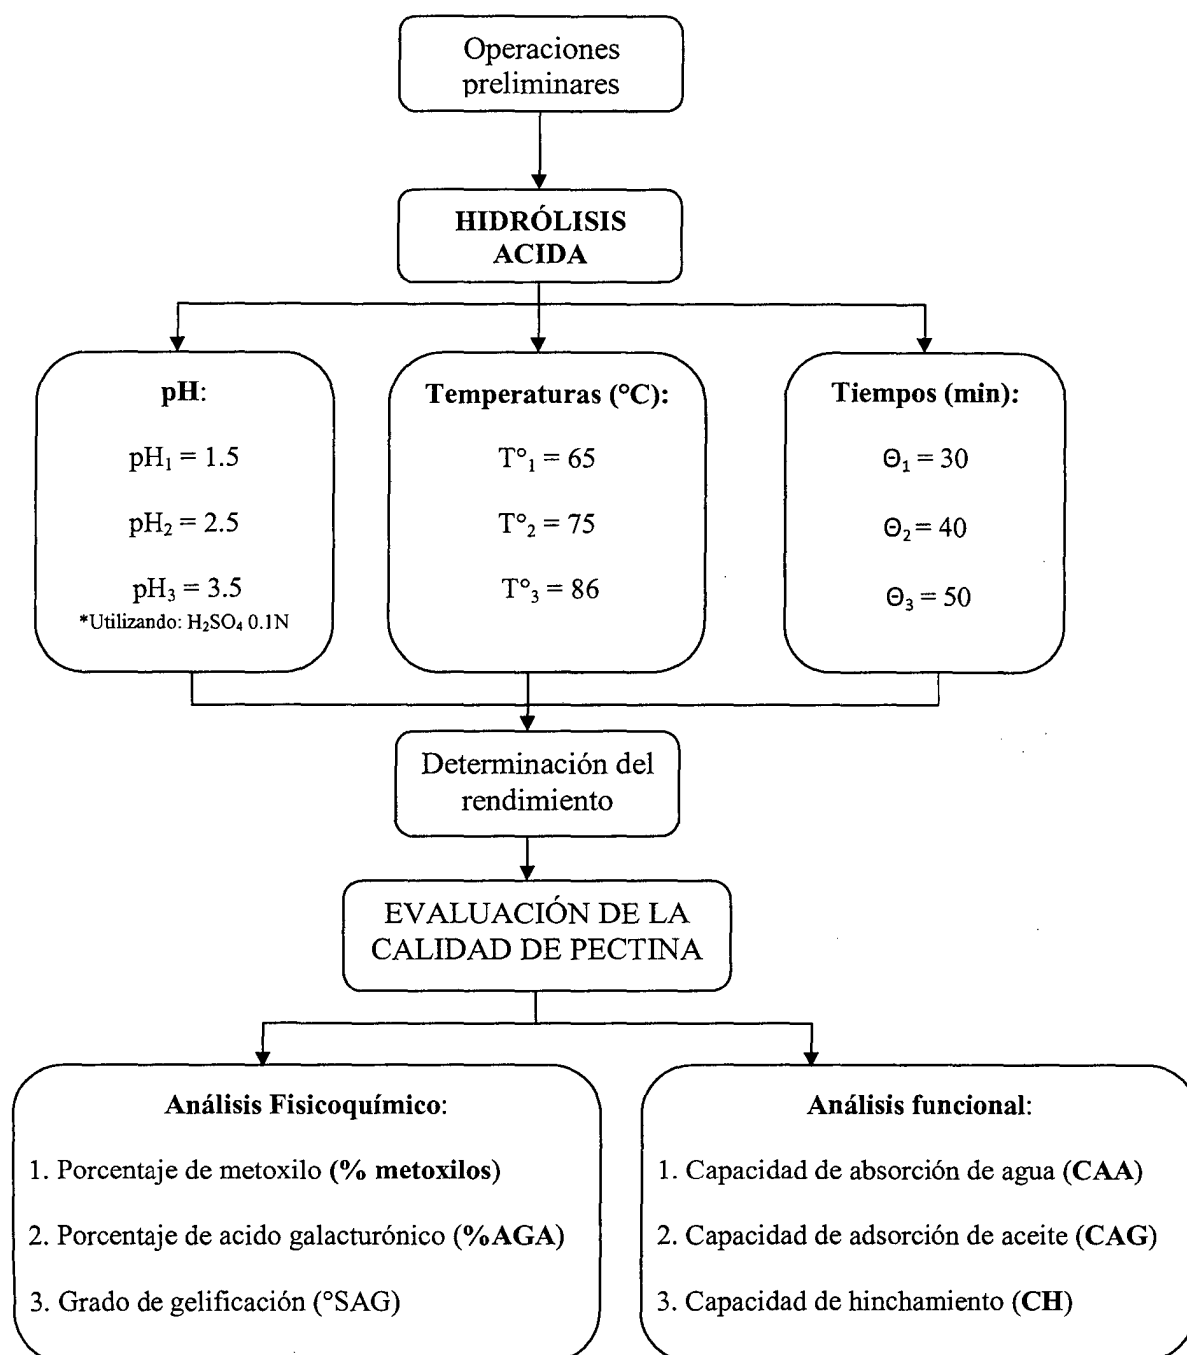 Operaciones
preliminares
HIDRÓLISIS
ACIDA
pH:
pH₁ = 1.5
pH₂ = 2.5
pH₃ = 3.5
*Utilizando: H₂SO₄ 0.1N
Temperaturas (°C):
T°₁ = 65
T°₂ = 75
T°₃ = 86
Tiempos (min):
Θ₁ = 30
Θ₂ = 40
Θ₃ = 50
Determinación del
rendimiento
EVALUACIÓN DE LA
CALIDAD DE PECTINA
Análisis Fisicoquímico:
1. Porcentaje de metoxilo (% metoxilos)
2. Porcentaje de acido galacturónico (%AGA)
3. Grado de gelificación (°SAG)
Análisis funcional:
1. Capacidad de absorción de agua (CAA)
2. Capacidad de adsorción de aceite (CAG)
3. Capacidad de hinchamiento (CH)